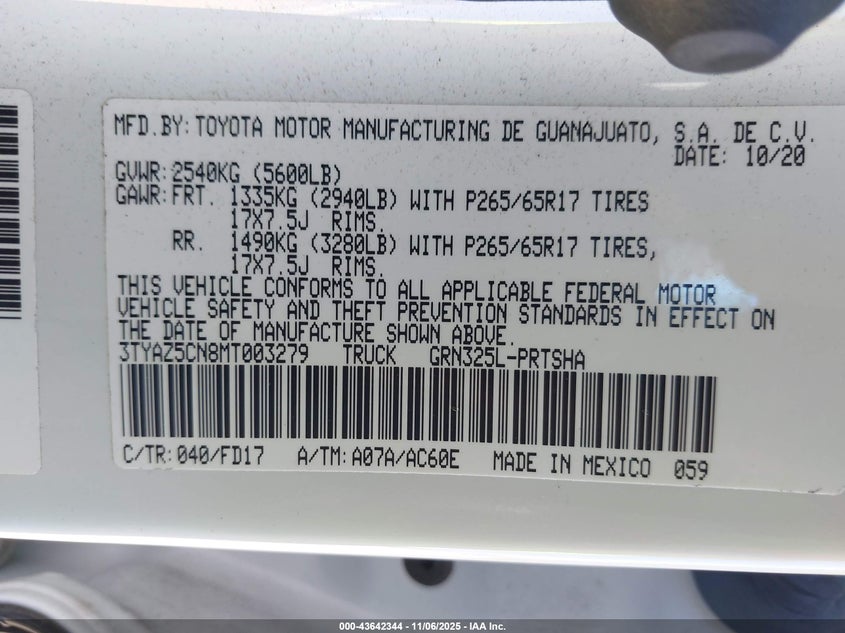 MFD.BY:TOYOTA MOTOR MANUFACTURING DE GUANAJUATO, S.A. DE C.V.
DATE: 10/20
GVWR:2540KG (5600LB)
GAWR:FRT. 1335KG (2940LB) WITH P265/65R17 TIRES
17X7.5J RIMS.
RR. 1490KG (3280LB) WITH P265/65R17 TIRES,
17X7.5J RIMS.
THIS VEHICLE CONFORMS TO ALL APPLICABLE FEDERAL MOTOR
VEHICLE SAFETY AND THEFT PREVENTION STANDARDS IN EFFECT ON
THE DATE OF MANUFACTURE SHOWN ABOVE.
3TYAZ5CN8MT003279 TRUCK GRN325L-PRTSHA
C/TR:040/FD17 A/TM:A07A/AC60E MADE IN MEXICO 059
000-43642344 - 11/06/2025 - IAA Inc.